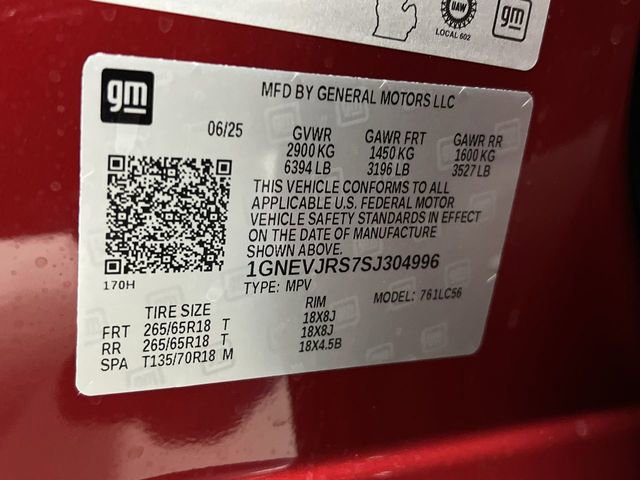 UAW
LOCAL 602
gm
gm
MFD BY GENERAL MOTORS LLC
06/25 GVWR GAWR FRT GAWR RR
2900 KG 1450 KG 1600 KG
6394 LB 3196 LB 3527 LB
THIS VEHICLE CONFORMS TO ALL
APPLICABLE U.S. FEDERAL MOTOR
VEHICLE SAFETY STANDARDS IN EFFECT
ON THE DATE OF MANUFACTURE
SHOWN ABOVE.
1GNEVJRS7SJ304996
170H TYPE: MPV MODEL: 761LC56
TIRE SIZE RIM
FRT 265/65R18 T 18X8J
RR 265/65R18 T 18X8J
SPA T135/70R18 M 18X4.5B